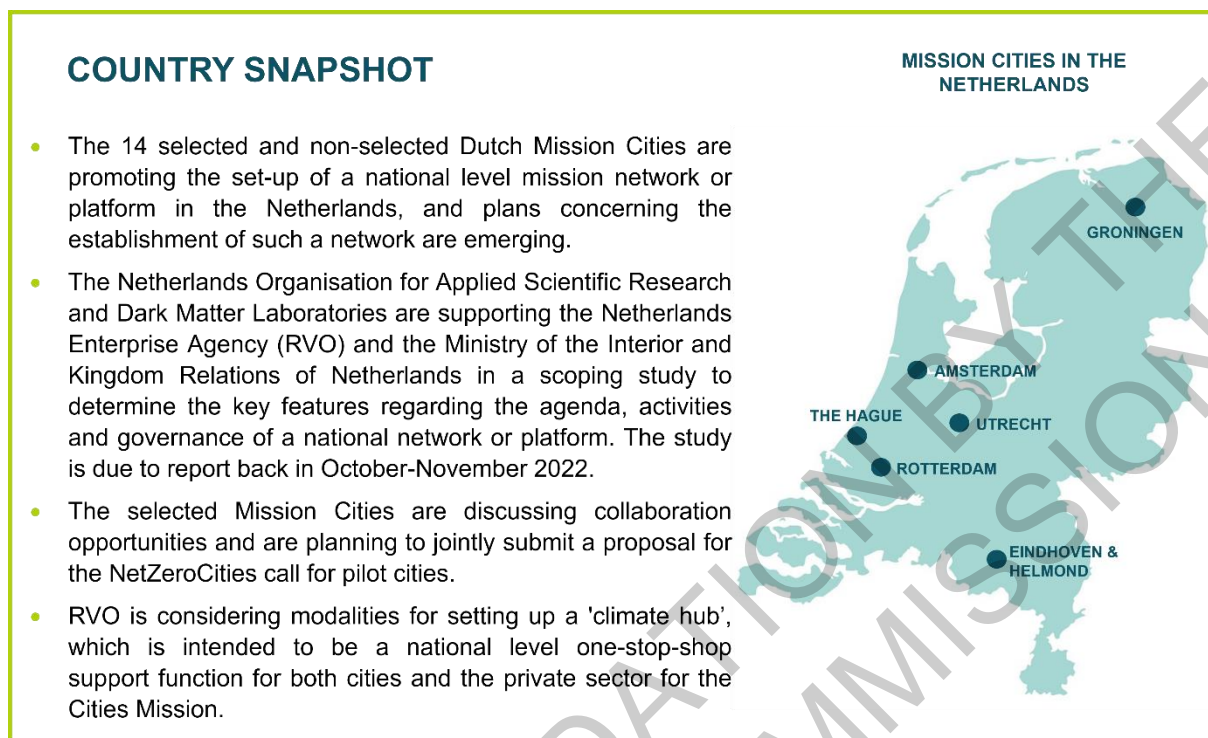 COUNTRY SNAPSHOT
• The 14 selected and non-selected Dutch Mission Cities are
promoting the set-up of a national level mission network or
platform in the Netherlands, and plans concerning the
establishment of such a network are emerging.
• The Netherlands Organisation for Applied Scientific Research
and Dark Matter Laboratories are supporting the Netherlands
Enterprise Agency (RVO) and the Ministry of the Interior and
Kingdom Relations of Netherlands in a scoping study to
determine the key features regarding the agenda, activities
and governance of a national network or platform. The study
is due to report back in October-November 2022.
• The selected Mission Cities are discussing collaboration
opportunities and are planning to jointly submit a proposal for
the NetZeroCities call for pilot cities.
• RVO is considering modalities for setting up a 'climate hub’,
which is intended to be a national level one-stop-shop
support function for both cities and the private sector for the
Cities Mission.
MISSION CITIES IN THE
NETHERLANDS
GRONINGEN
AMSTERDAM
THE HAGUE
UTRECHT
ROTTERDAM
EINDHOVEN &
HELMOND
BY THE